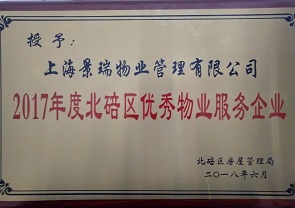 授予：
上海景瑞物业管理有限公司
2017年度北碚区优秀物业服务企业
北碚区房屋管理局
二〇一八年六月